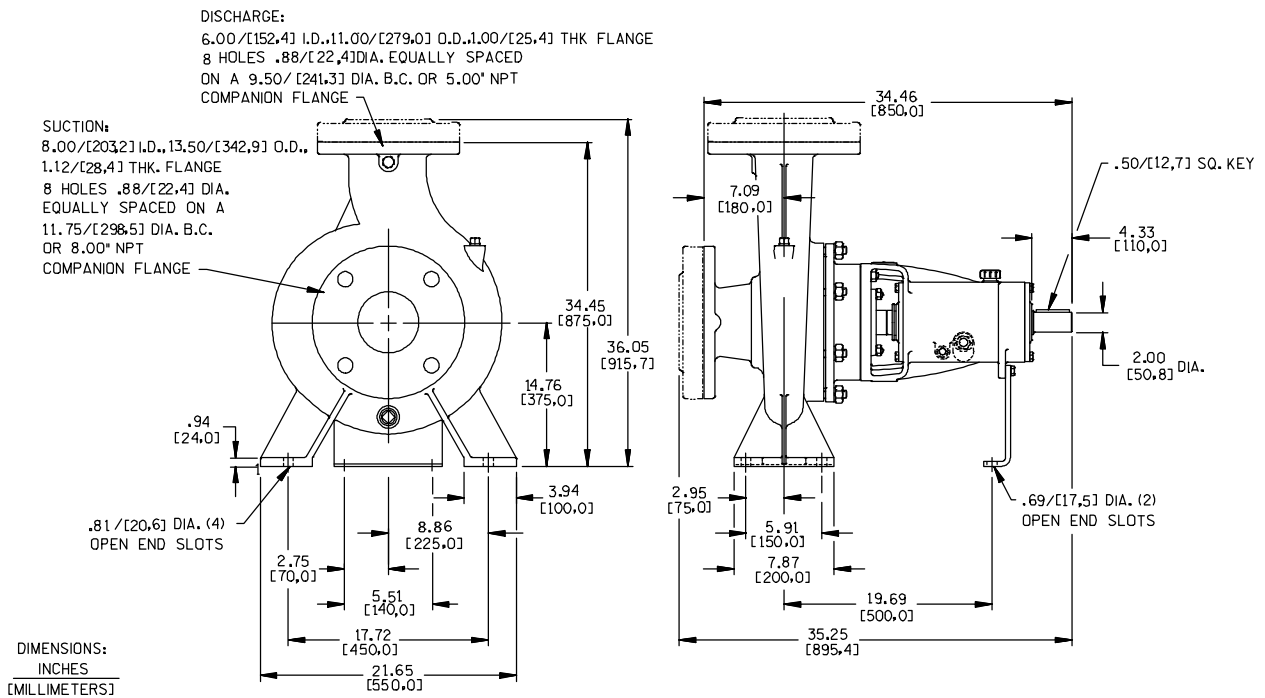 DISCHARGE:
6.00/[152,4] I.D.,11.00/[279,0] O.D.,1.00/[25,4] THK FLANGE
8 HOLES .88/[22,4]DIA. EQUALLY SPACED
ON A 9.50/ [241,3] DIA. B.C. OR 5.00" NPT
COMPANION FLANGE
SUCTION:
8.00/[203,2] I.D., 13.50/[342,9] O.D.,
1.12/[28,4] THK. FLANGE
8 HOLES .88/[22,4] DIA.
EQUALLY SPACED ON A
11.75/[298,5] DIA. B.C.
OR 8.00" NPT
COMPANION FLANGE
34.45
[875,0]
36.05
[915,7]
14.76
[375,0]
.94
[24,0]
3.94
[100,0]
.81/[20,6] DIA. (4)
OPEN END SLOTS
8.86
[225,0]
2.75
[70,0]
5.51
[140,0]
17.72
[450,0]
21.65
[550,0]
34.46
[850,0]
7.09
[180,0]
.50/[12,7] SQ. KEY
4.33
[110,0]
2.00
[50,8] DIA.
2.95
[75,0]
5.91
[150,0]
7.87
[200,0]
.69/[17,5] DIA. (2)
OPEN END SLOTS
19.69
[500,0]
35.25
[895,4]
DIMENSIONS:
INCHES
[MILLIMETERS]